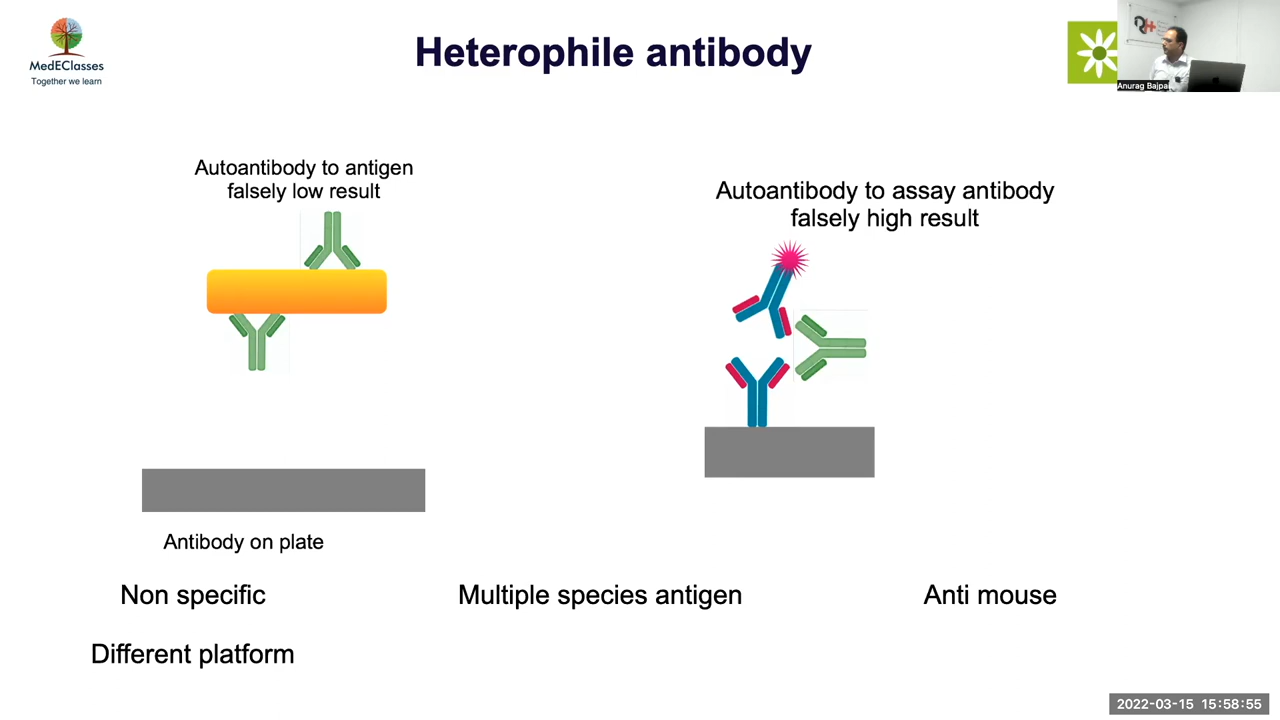 MedEClasses
Together we learn
Heterophile antibody
Anurag Bajpai
Autoantibody to antigen
falsely low result
Autoantibody to assay antibody
falsely high result
Antibody on plate
Non specific
Multiple species antigen
Anti mouse
Different platform
2022-03-15 15:58:55